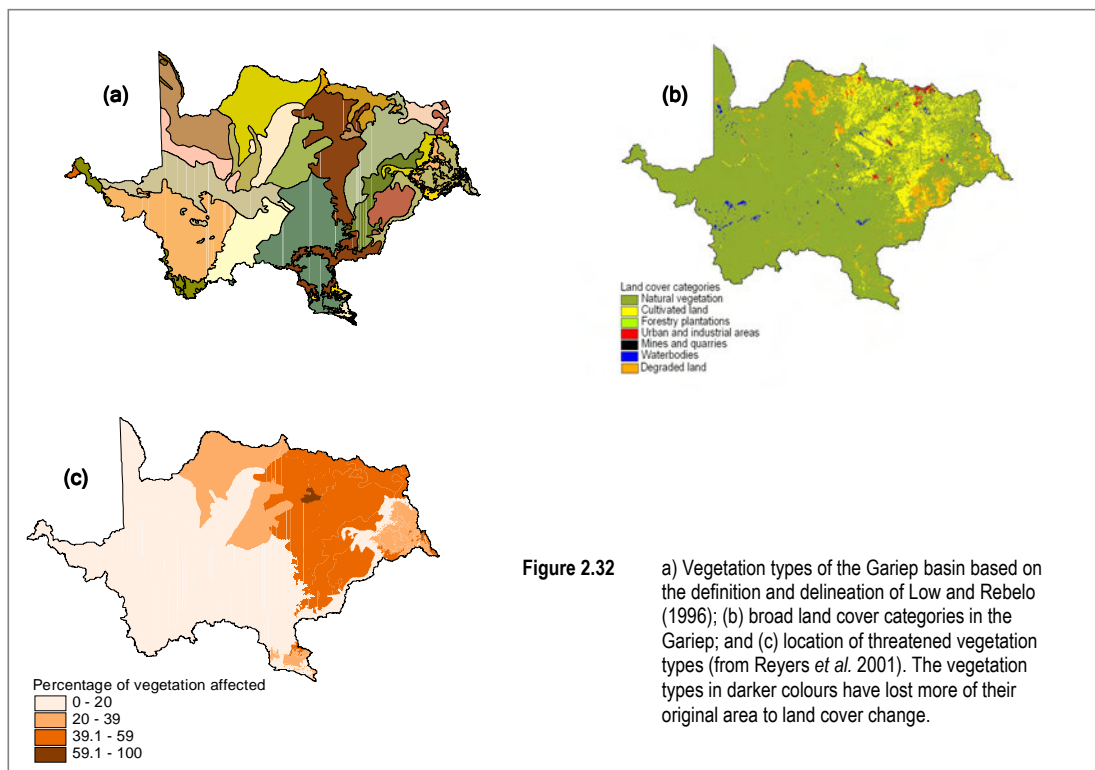 (a)
(b)
Land cover categories
Natural vegetation
Cultivated land
Forestry plantations
Urban and industrial areas
Mines and quarries
Waterbodies
Degraded land
(c)
Percentage of vegetation affected
0 - 20
20 - 39
39.1 - 59
59.1 - 100
Figure 2.32 a) Vegetation types of the Gariep basin based on
the definition and delineation of Low and Rebelo
(1996); (b) broad land cover categories in the
Gariep; and (c) location of threatened vegetation
types (from Reyers et al. 2001). The vegetation
types in darker colours have lost more of their
original area to land cover change.